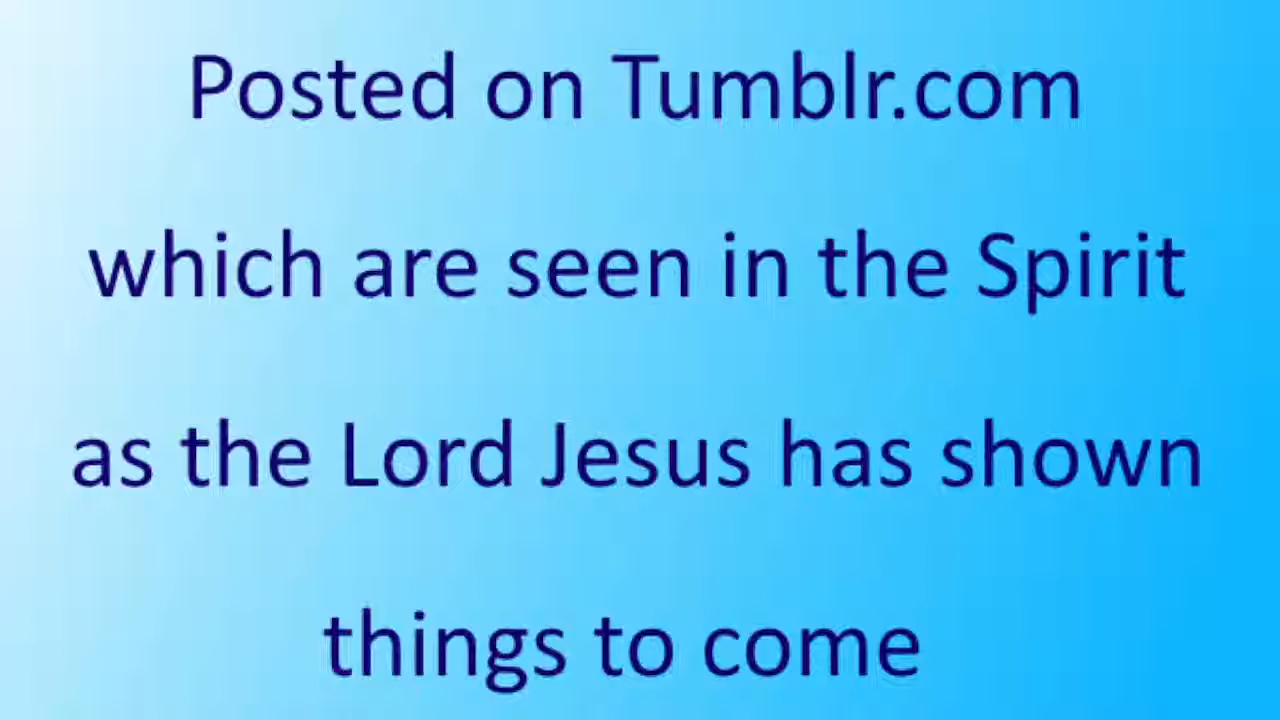 Posted on Tumblr.com
which are seen in the Spirit
as the Lord Jesus has shown
things to come